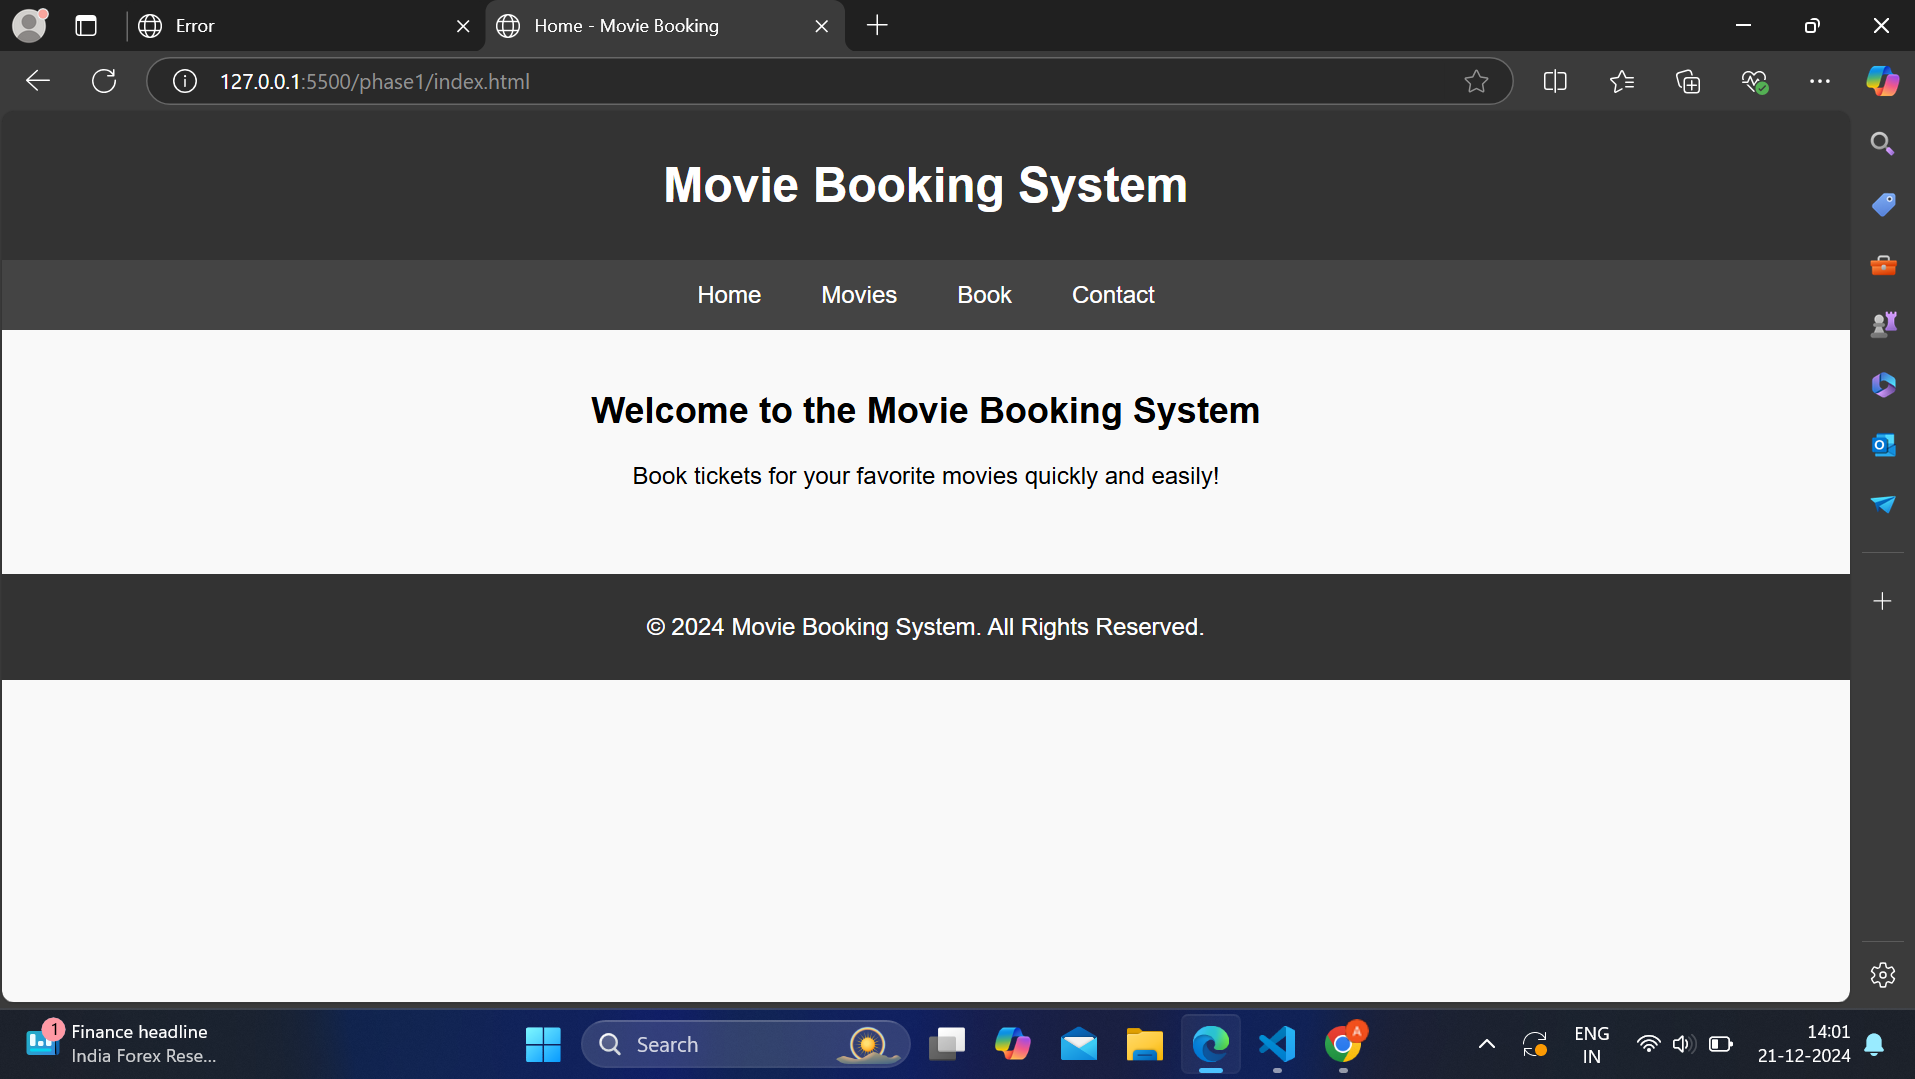 Error
Home - Movie Booking
127.0.0.1:5500/phase1/index.html
Movie Booking System
Home Movies Book Contact
Welcome to the Movie Booking System
Book tickets for your favorite movies quickly and easily!
© 2024 Movie Booking System. All Rights Reserved.
1
Finance headline
India Forex Rese...
Search
A
ENG
IN
14:01
21-12-2024